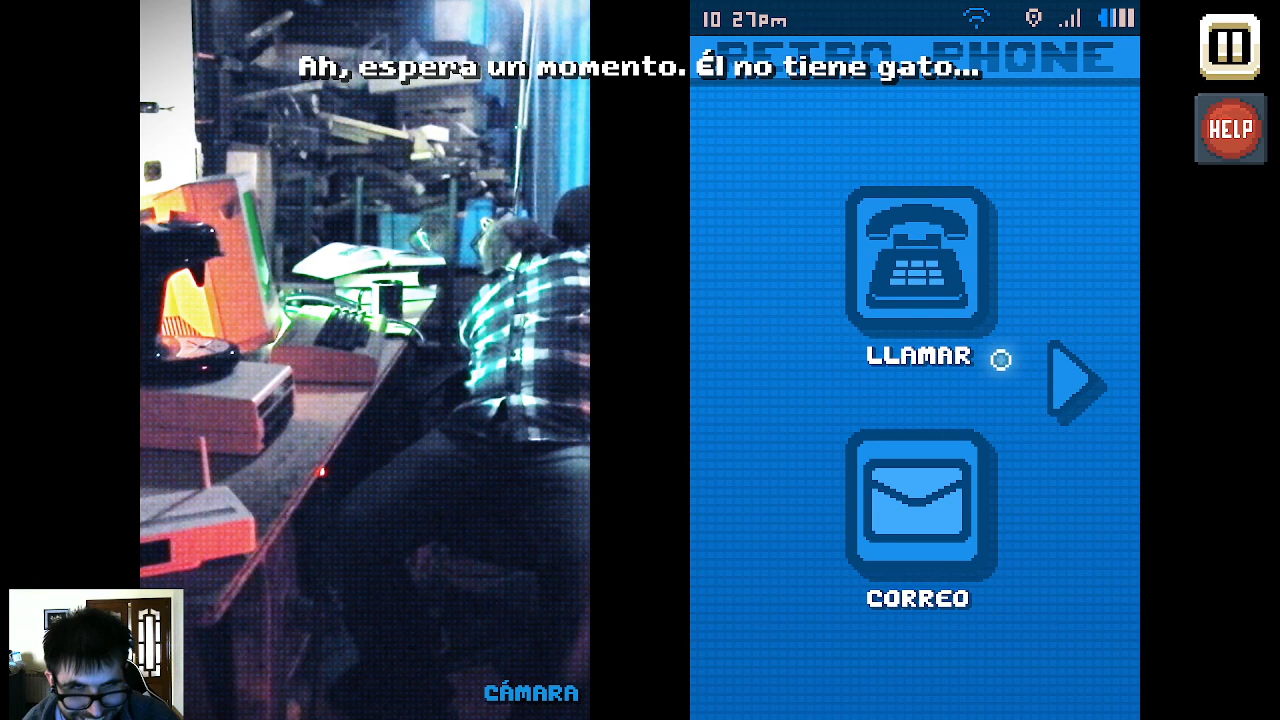 10 27pm
RETRO PHONE
Ah, espera un momento. Él no tiene gato...
HELP
LLAMAR
CORREO
CÁMARA